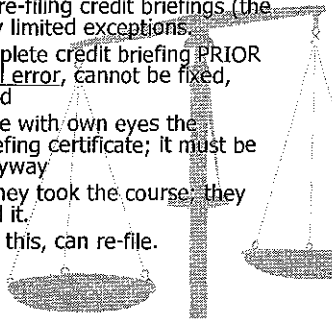 re-filing credit briefings (the
limited exceptions.
plete credit briefing PRIOR
error, cannot be fixed,
d
e with own eyes the
efing certificate; it must be
yway
hey took the course; they
d it.
this, can re-file.